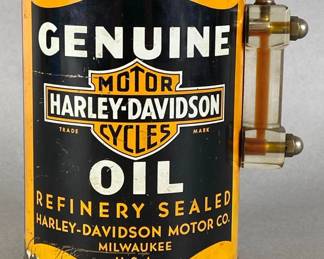 GENUINE
MOTOR
HARLEY-DAVIDSON
TRADE MARK
CYCLES
OIL
REFINERY SEALED
HARLEY-DAVIDSON MOTOR CO.
MILWAUKEE